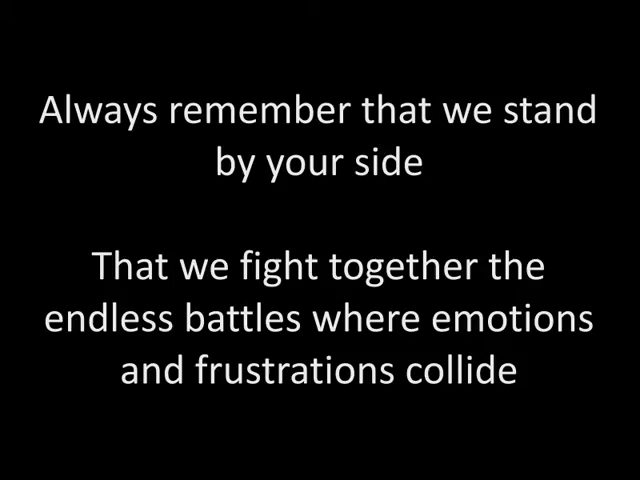 Always remember that we stand
by your side
That we fight together the
endless battles where emotions
and frustrations collide